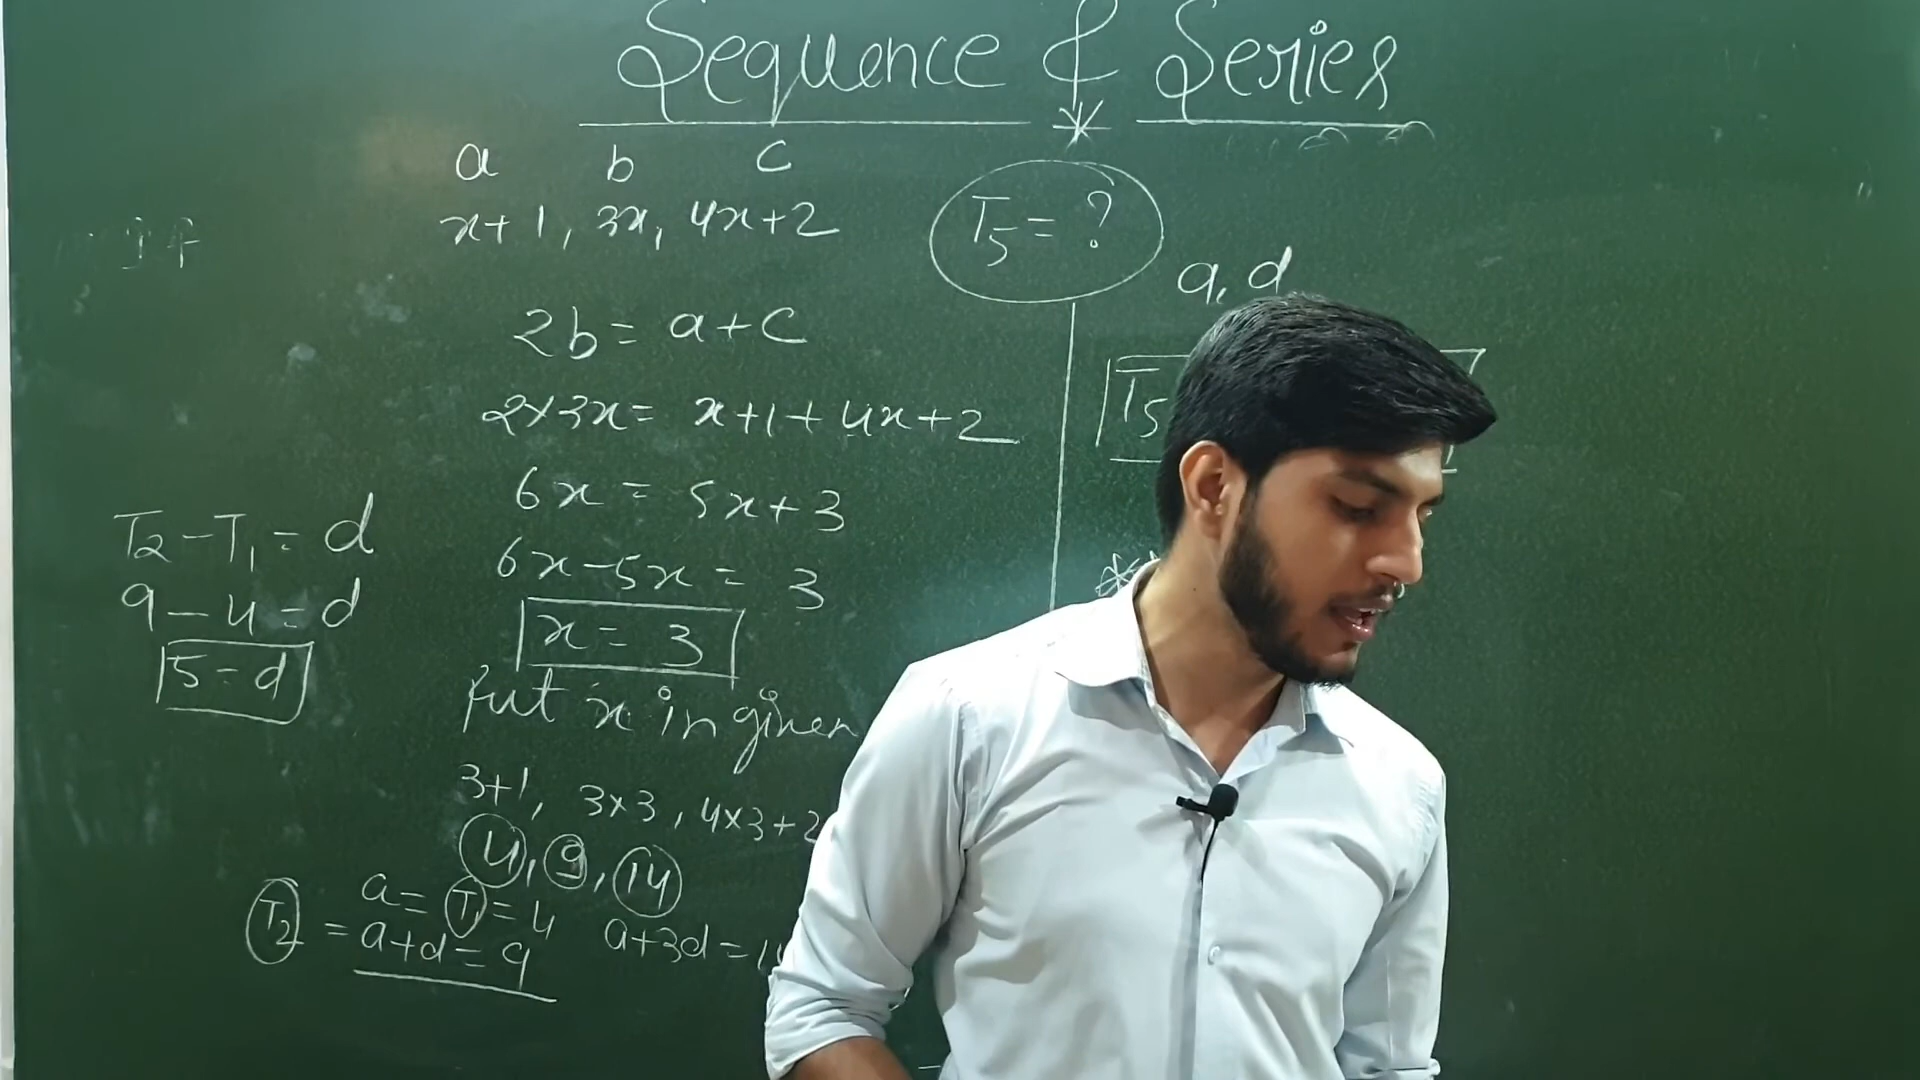 Sequence & Series
a b c
x+1, 3x, 4x+2
T5 = ?
a, d
2b = a+c
2×3x = x+1+4x+2
T5
6x = 5x+3
6x-5x = 3
x = 3
T2-T1 = d
9-4 = d
5 = d
Put x in given
3+1, 3×3, 4×3+2
4, 9, 14
a = T1 = 4
T2 = a+d = 9
a+3d = 1